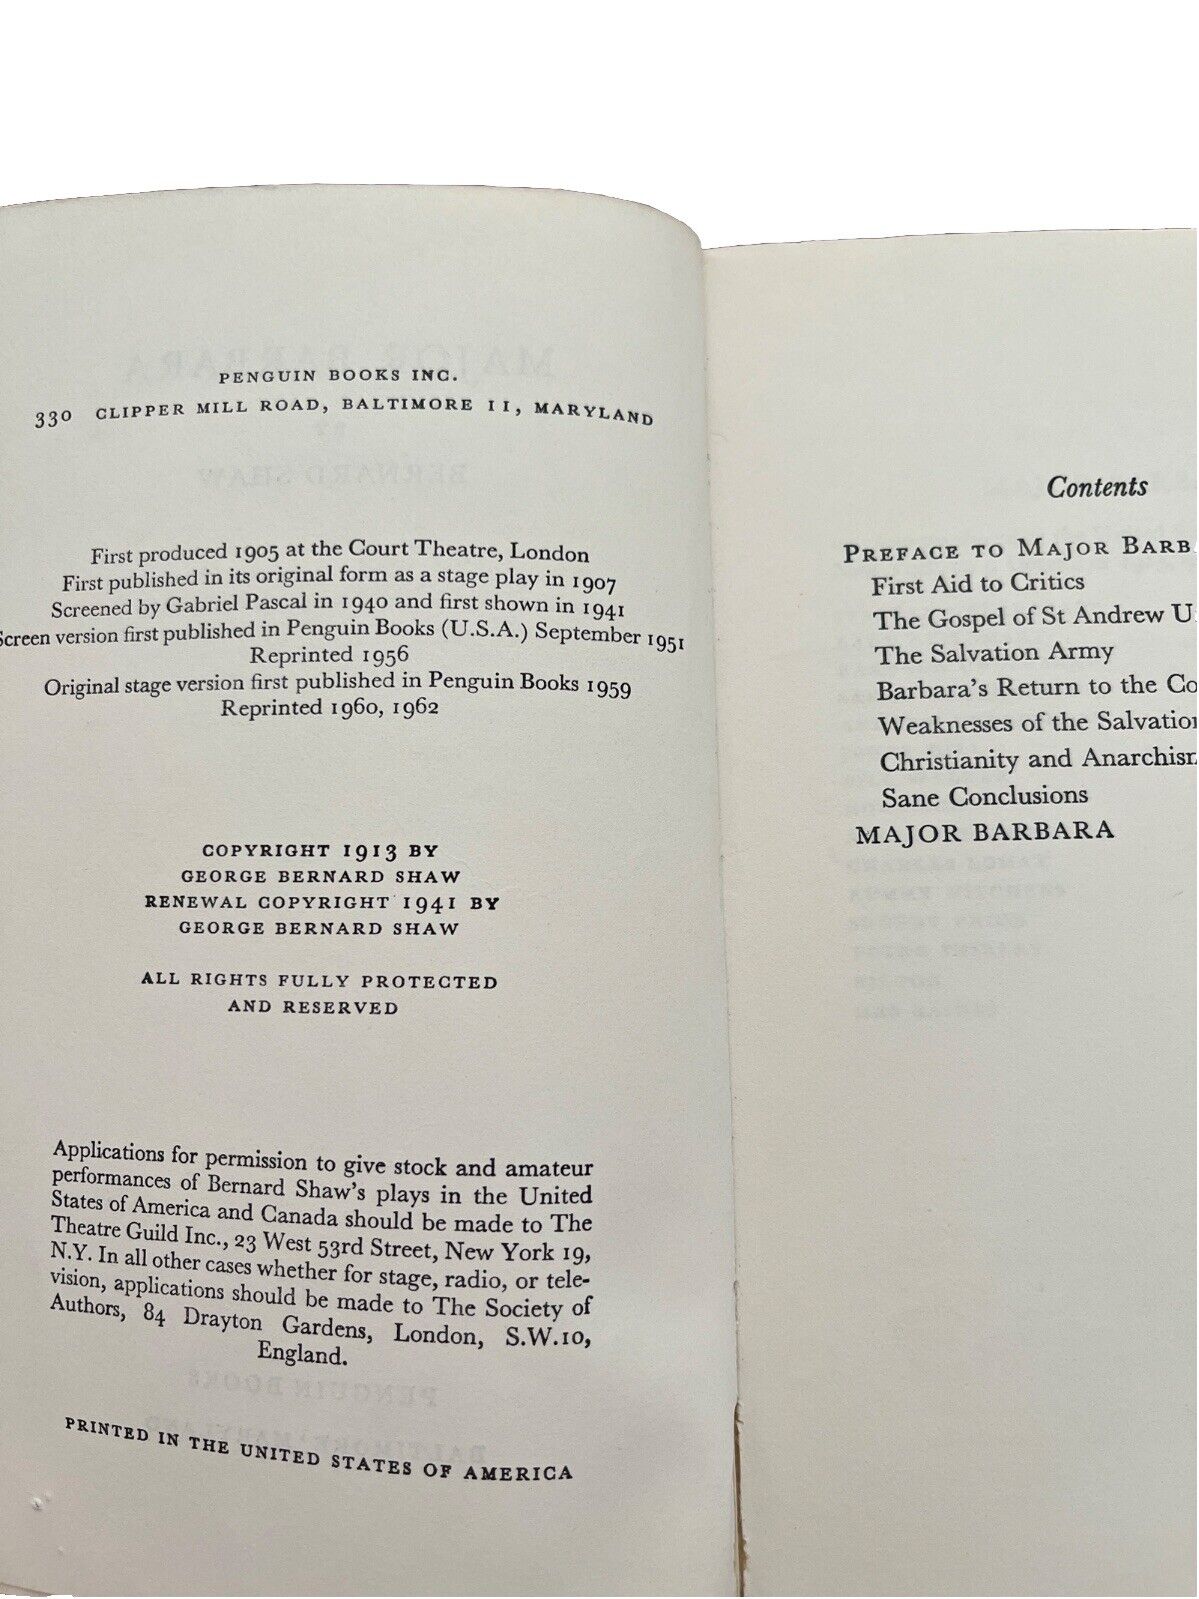 PENGUIN BOOKS INC.
330 CLIPPER MILL ROAD, BALTIMORE 11, MARYLAND
First produced 1905 at the Court Theatre, London
First published in its original form as a stage play in 1907
Screened by Gabriel Pascal in 1940 and first shown in 1941
Screen version first published in Penguin Books (U.S.A.) September 1951
Reprinted 1956
Original stage version first published in Penguin Books 1959
Reprinted 1960, 1962
COPYRIGHT 1913 BY
GEORGE BERNARD SHAW
RENEWAL COPYRIGHT 1941 BY
GEORGE BERNARD SHAW
ALL RIGHTS FULLY PROTECTED
AND RESERVED
Applications for permission to give stock and amateur
performances of Bernard Shaw's plays in the United
States of America and Canada should be made to The
Theatre Guild Inc., 23 West 53rd Street, New York 19,
N.Y. In all other cases whether for stage, radio, or tele-
vision, applications should be made to The Society of
Authors, 84 Drayton Gardens, London, S.W.10,
England.
PRINTED IN THE UNITED STATES OF AMERICA
Contents
PREFACE TO MAJOR BARB
First Aid to Critics
The Gospel of St Andrew U
The Salvation Army
Barbara's Return to the Co
Weaknesses of the Salvation
Christianity and Anarchism
Sane Conclusions
MAJOR BARBARA